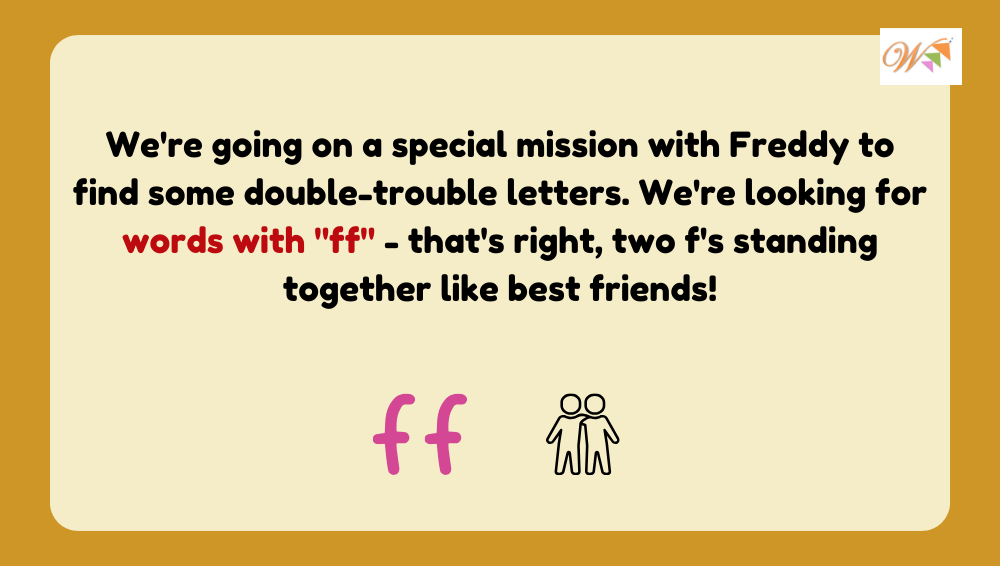 W
We're going on a special mission with Freddy to
find some double-trouble letters. We're looking for
words with "ff" - that's right, two f's standing
together like best friends!
ff